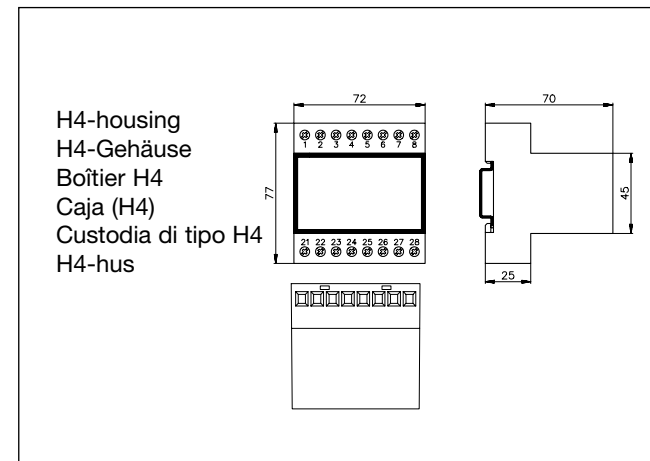 H4-housing
H4-Gehäuse
Boîtier H4
Caja (H4)
Custodia di tipo H4
H4-hus
72
70
1 2 3 4 5 6 7 8
77
45
21 22 23 24 25 26 27 28
25